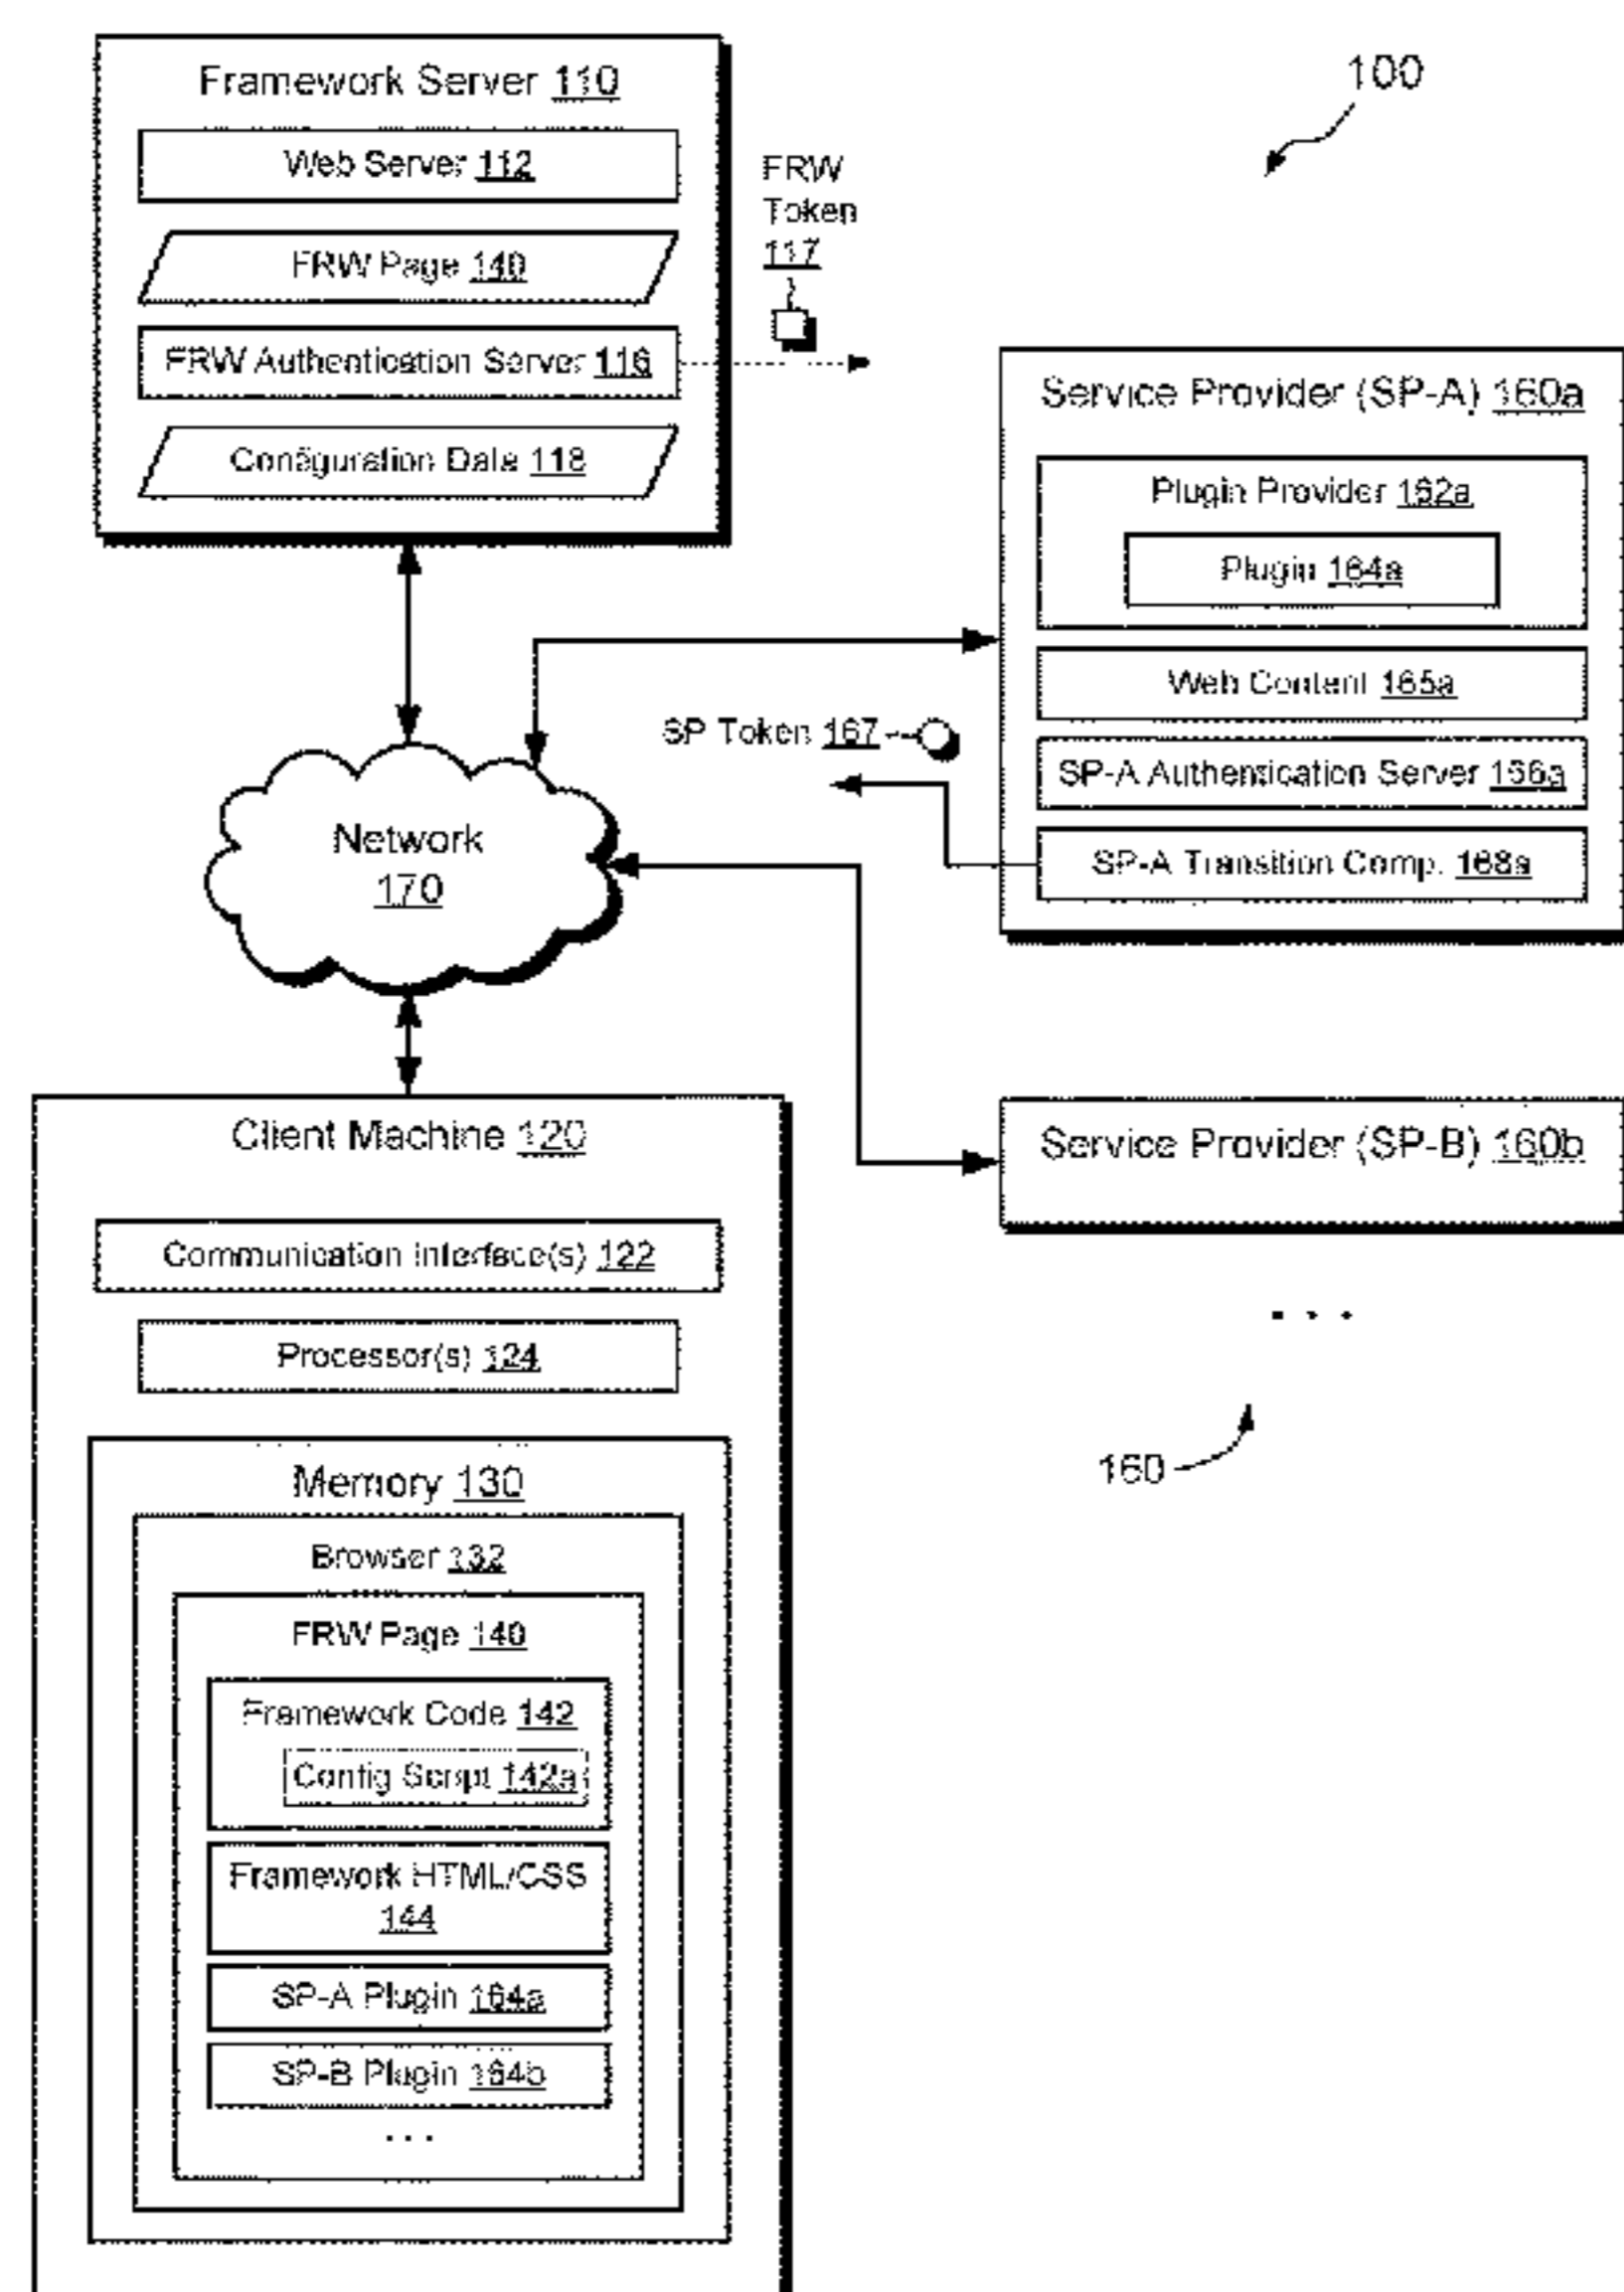 100
Framework Server 110
Web Server 112
FRW Page 140
FRW Authentication Server 116
Configuration Data 118
FRW
Token
117
Service Provider (SP-A) 160a
Plugin Provider 162a
Plugin 164a
Web Content 165a
SP-A Authentication Server 166a
SP-A Transition Comp. 168a
SP Token 167
Network
170
Client Machine 120
Communication Interface(s) 122
Processor(s) 124
Memory 130
Browser 132
FRW Page 140
Framework Code 142
Config Script 142a
Framework HTML/CSS
144
SP-A Plugin 164a
SP-B Plugin 164b
. . .
Service Provider (SP-B) 160b
. . .
160